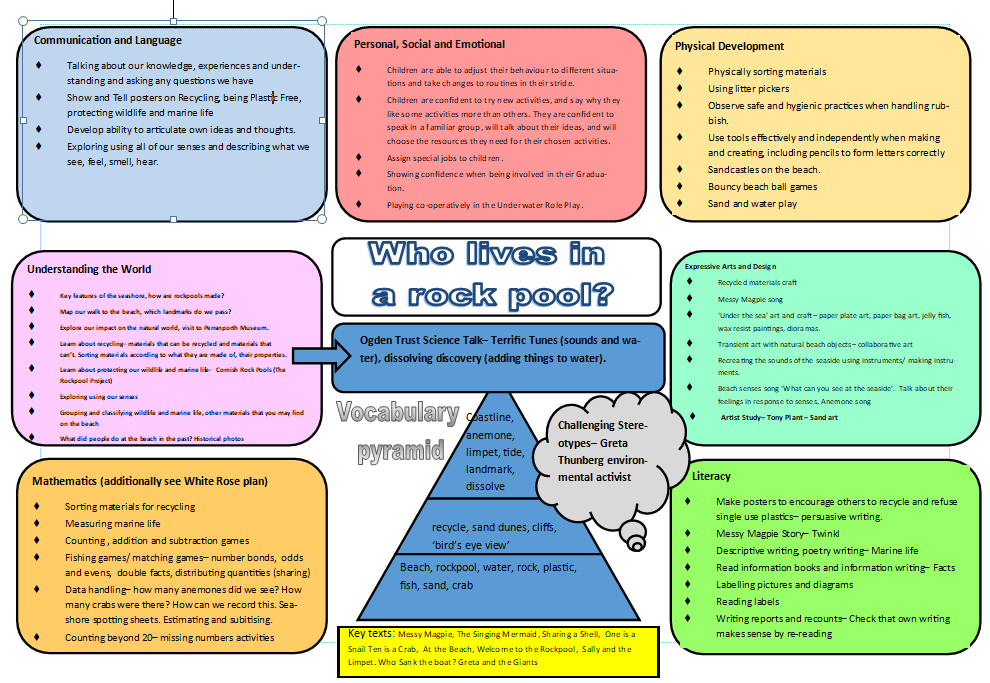 Communication and Language
♦ Talking about our knowledge, experiences and under-
standing and asking any questions we have
♦ Show and Tell posters on Recycling, being Plastic Free,
protecting wildlife and marine life
♦ Develop ability to articulate own ideas and thoughts.
♦ Exploring using all of our senses and describing what we
see, feel, smell, hear.
Personal, Social and Emotional
♦ Children are able to adjust their behaviour to different situa-
tions and take changes to routines in their stride.
♦ Children are confident to try new activities, and say why they
like some activities more than others. They are confident to
speak in a familiar group, will talk about their ideas, and will
choose the resources they need for their chosen activities.
♦ Assign special jobs to children.
♦ Showing confidence when being involved in their Gradua-
tion.
♦ Playing co-operatively in the Underwater Role Play.
Physical Development
♦ Physically sorting materials
♦ Using litter pickers
♦ Observe safe and hygienic practices when handling rub-
bish.
♦ Use tools effectively and independently when making
and creating, including pencils to form letters correctly
♦ Sandcastles on the beach.
♦ Bouncy beach ball games
♦ Sand and water play
Understanding the World
♦ Key features of the seashore, how are rockpools made?
♦ Map our walk to the beach, which landmarks do we pass?
♦ Explore our impact on the natural world, visit to Perranporth Museum.
♦ Learn about recycling– materials that can be recycled and materials that
can't. Sorting materials according to what they are made of, their properties.
♦ Learn about protecting our wildlife and marine life– Cornish Rock Pools (The
Rockpool Project)
♦ Exploring using our senses
♦ Grouping and classifying wildlife and marine life, other materials that you may find
on the beach
♦ What did people do at the beach in the past? Historical photos
Who lives in
a rock pool?
Ogden Trust Science Talk– Terrific Tunes (sounds and wa-
ter), dissolving discovery (adding things to water).
Expressive Arts and Design
♦ Recycled materials craft
♦ Messy Magpie song
♦ 'Under the sea' art and craft– paper plate art, paper bag art, jelly fish,
wax resist paintings, dioramas.
♦ Transient art with natural beach objects– collaborative art
♦ Recreating the sounds of the seaside using instruments/ making instru-
ments.
♦ Beach senses song 'What can you see at the seaside'. Talk about their
feelings in response to senses, Anemone song
♦ Artist Study– Tony Plant– Sand art
Vocabulary
pyramid
Coastline,
anemone,
limpet, tide,
landmark,
dissolve
recycle, sand dunes, cliffs,
'bird's eye view'
Beach, rockpool, water, rock, plastic,
fish, sand, crab
Challenging Stere-
otypes– Greta
Thunberg environ-
mental activist
Mathematics (additionally see White Rose plan)
♦ Sorting materials for recycling
♦ Measuring marine life
♦ Counting , addition and subtraction games
♦ Fishing games/ matching games– number bonds, odds
and evens, double facts, distributing quantities (sharing)
♦ Data handling– how many anemones did we see? How
many crabs were there? How can we record this. Sea-
shore spotting sheets. Estimating and subitising.
♦ Counting beyond 20– missing numbers activities
Literacy
♦ Make posters to encourage others to recycle and refuse
single use plastics– persuasive writing.
♦ Messy Magpie Story– Twinkl
♦ Descriptive writing, poetry writing– Marine life
♦ Read information books and information writing– Facts
♦ Labelling pictures and diagrams
♦ Reading labels
♦ Writing reports and recounts– Check that own writing
makes sense by re-reading
Key texts: Messy Magpie, The Singing Mermaid, Sharing a Shell, One is a
Snail Ten is a Crab, At the Beach, Welcome to the Rockpool, Sally and the
Limpet. Who Sank the boat? Greta and the Giants